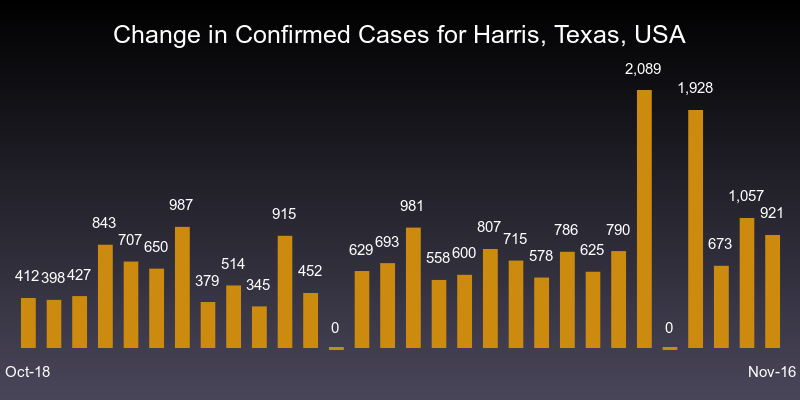 Change in Confirmed Cases for Harris, Texas, USA
412 398 427 843 707 650 987 379 514 345 915 452 0 629 693 981 558 600 807 715 578 786 625 790 2,089 0 1,928 673 1,057 921
Oct-18 Nov-16